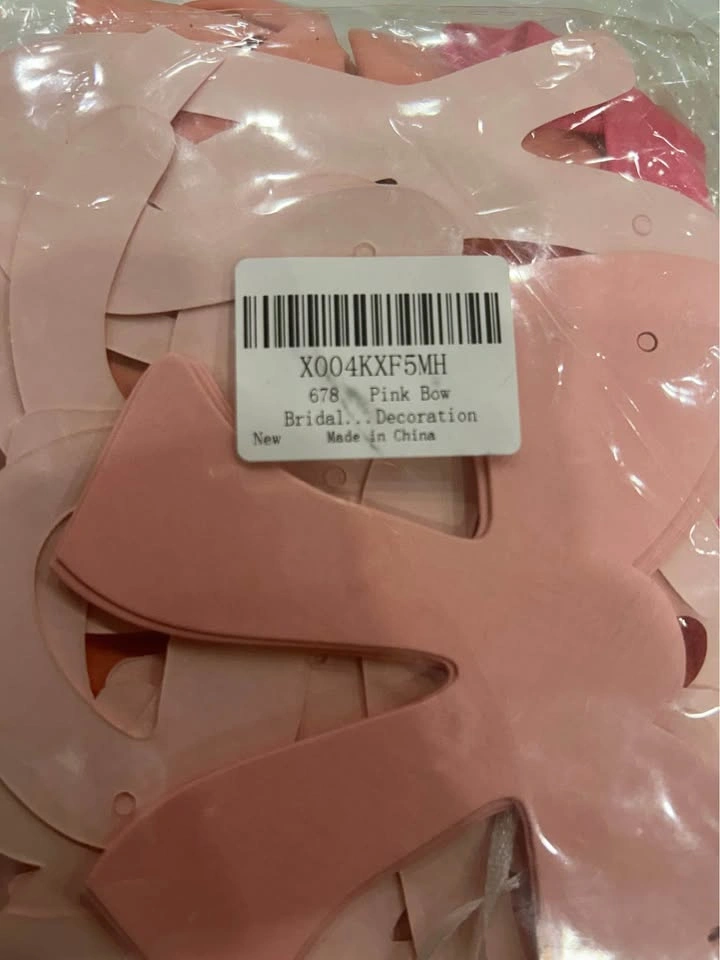 X004KXF5MH
678 Pink Bow
Bridal...Decoration
New Made in China